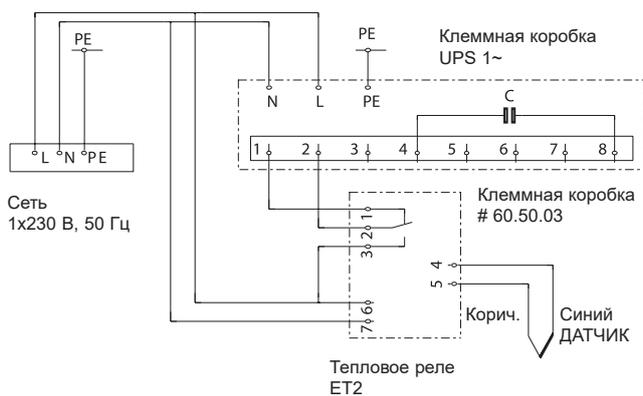 PE
PE
Клеммная коробка
UPS 1~
N L PE
C
1 2 3 4 5 6 7 8
L N PE
Сеть
1x230 В, 50 Гц
Клеммная коробка
# 60.50.03
1
2
3
4
5
6
7
Корич.
Синий
ДАТЧИК
Тепловое реле
ET2